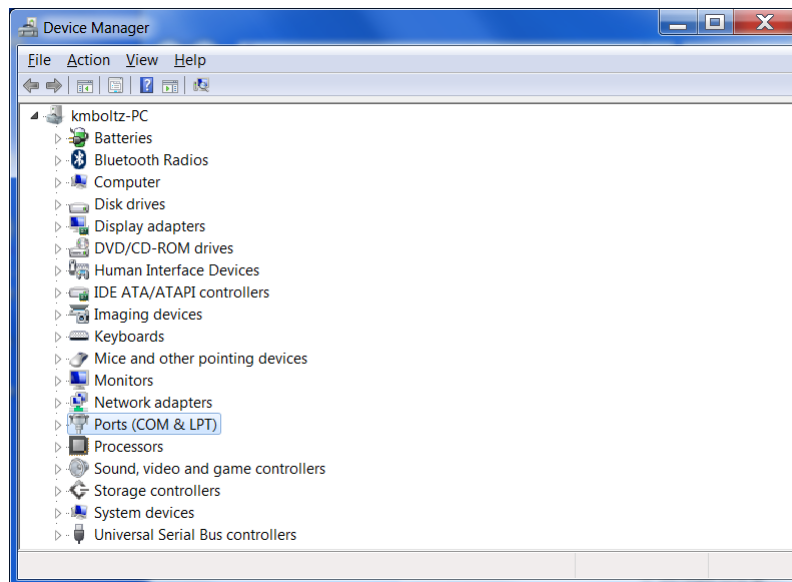 Device Manager
File Action View Help
kmboltz-PC
Batteries
Bluetooth Radios
Computer
Disk drives
Display adapters
DVD/CD-ROM drives
Human Interface Devices
IDE ATA/ATAPI controllers
Imaging devices
Keyboards
Mice and other pointing devices
Monitors
Network adapters
Ports (COM & LPT)
Processors
Sound, video and game controllers
Storage controllers
System devices
Universal Serial Bus controllers